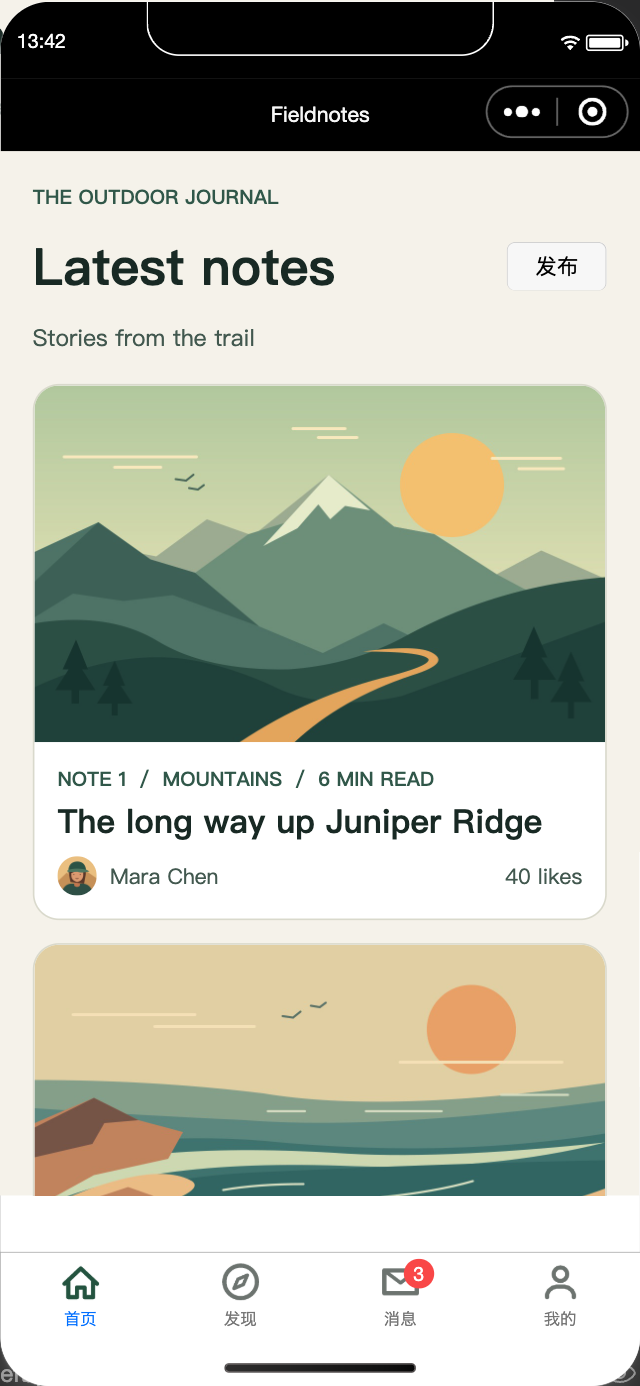 13:42
Fieldnotes
THE OUTDOOR JOURNAL
Latest notes
发布
Stories from the trail
NOTE 1 / MOUNTAINS / 6 MIN READ
The long way up Juniper Ridge
Mara Chen
40 likes
3
首页
发现
消息
我的